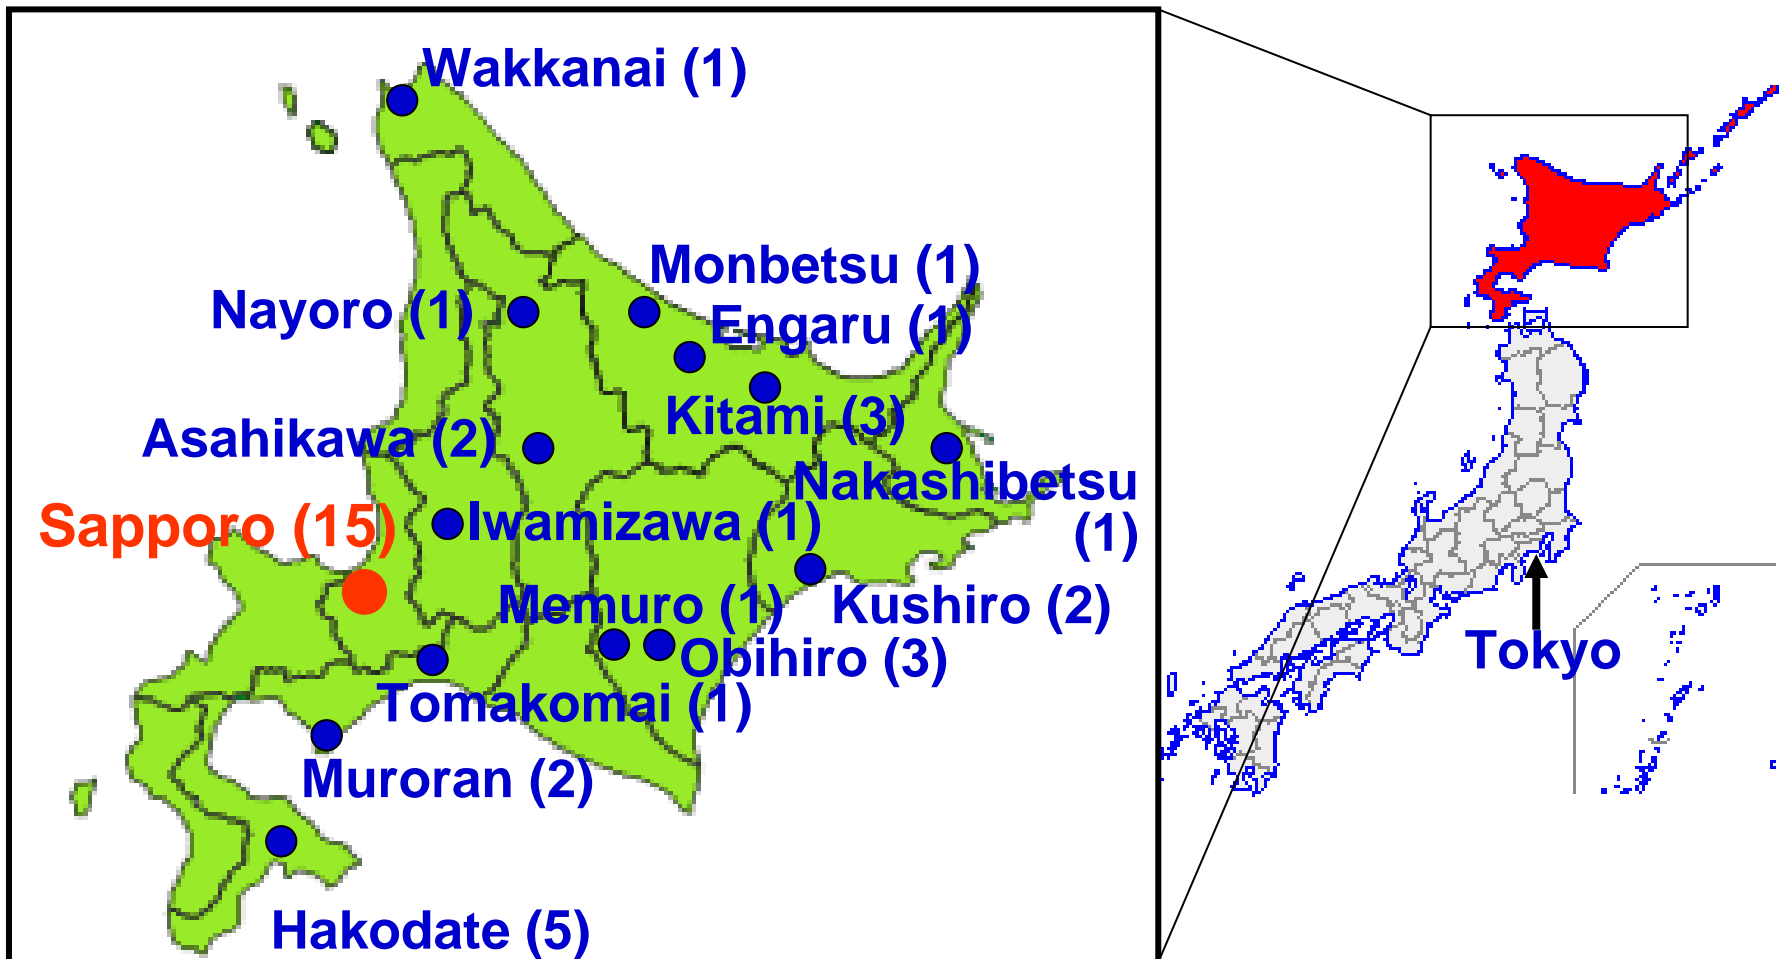 Wakkanai (1)
Monbetsu (1)
Nayoro (1)
Engaru (1)
Kitami (3)
Asahikawa (2)
Nakashibetsu
(1)
Sapporo (15)
Iwamizawa (1)
Memuro (1)
Kushiro (2)
Obihiro (3)
Tomakomai (1)
Muroran (2)
Hakodate (5)
Tokyo